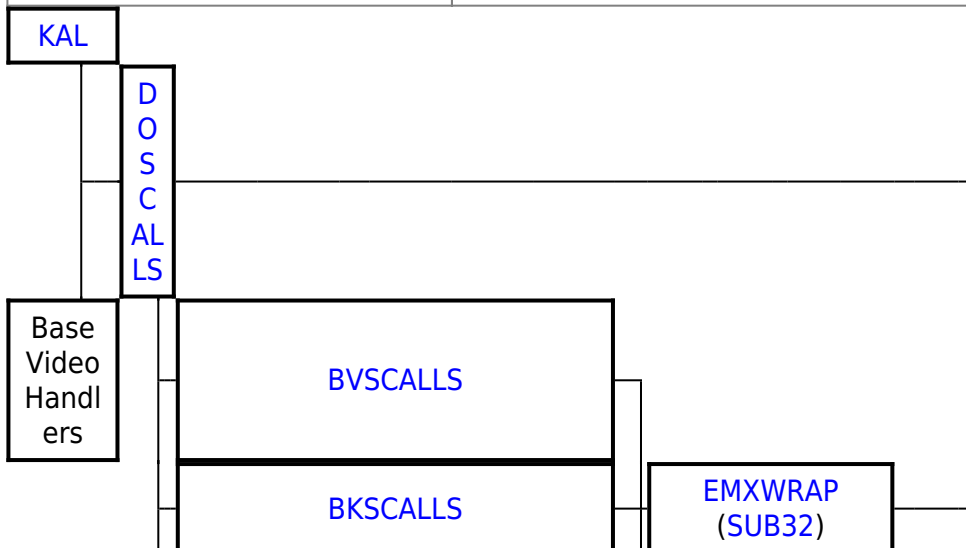 KAL
D
O
S
C
AL
LS
Base
Video
Handl
ers
BVSCALLS
BKSCALLS
EMXWRAP
(SUB32)